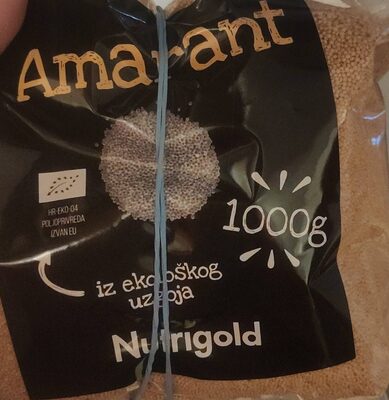 Amarant
HR-EKO-04
POLJOPRIVREDA
IZVAN EU
1000g
iz ekološkog
uzgoja
Nutrigold